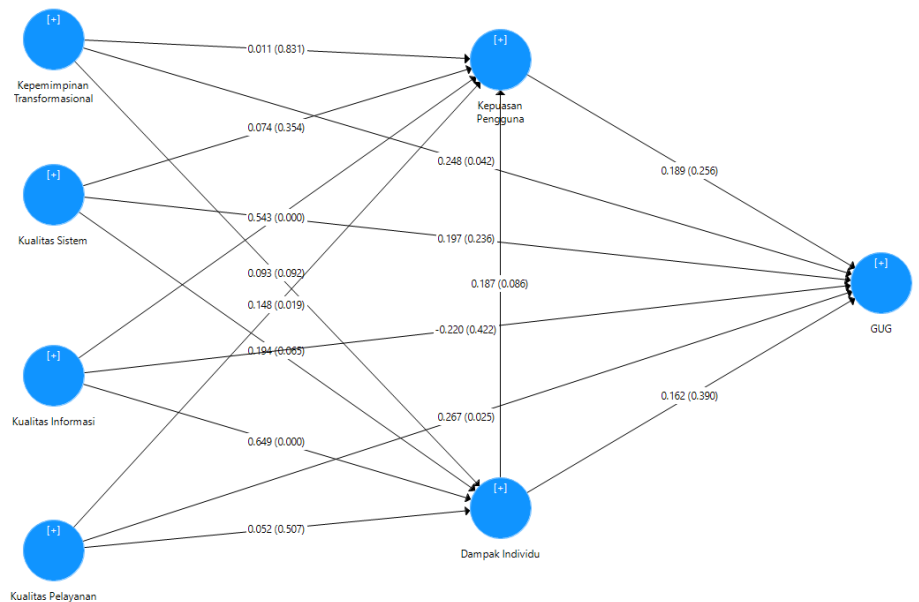 [+]
Kepemimpinan
Transformasional
[+]
Kualitas Sistem
[+]
Kualitas Informasi
[+]
Kualitas Pelayanan
0.011 (0.831)
0.074 (0.354)
0.543 (0.000)
0.093 (0.092)
0.148 (0.019)
0.194 (0.065)
0.649 (0.000)
0.052 (0.507)
[+]
Kepuasan
Pengguna
0.248 (0.042)
0.197 (0.236)
0.187 (0.086)
-0.220 (0.422)
0.267 (0.025)
[+]
Dampak Individu
0.189 (0.256)
0.162 (0.390)
[+]
GUG